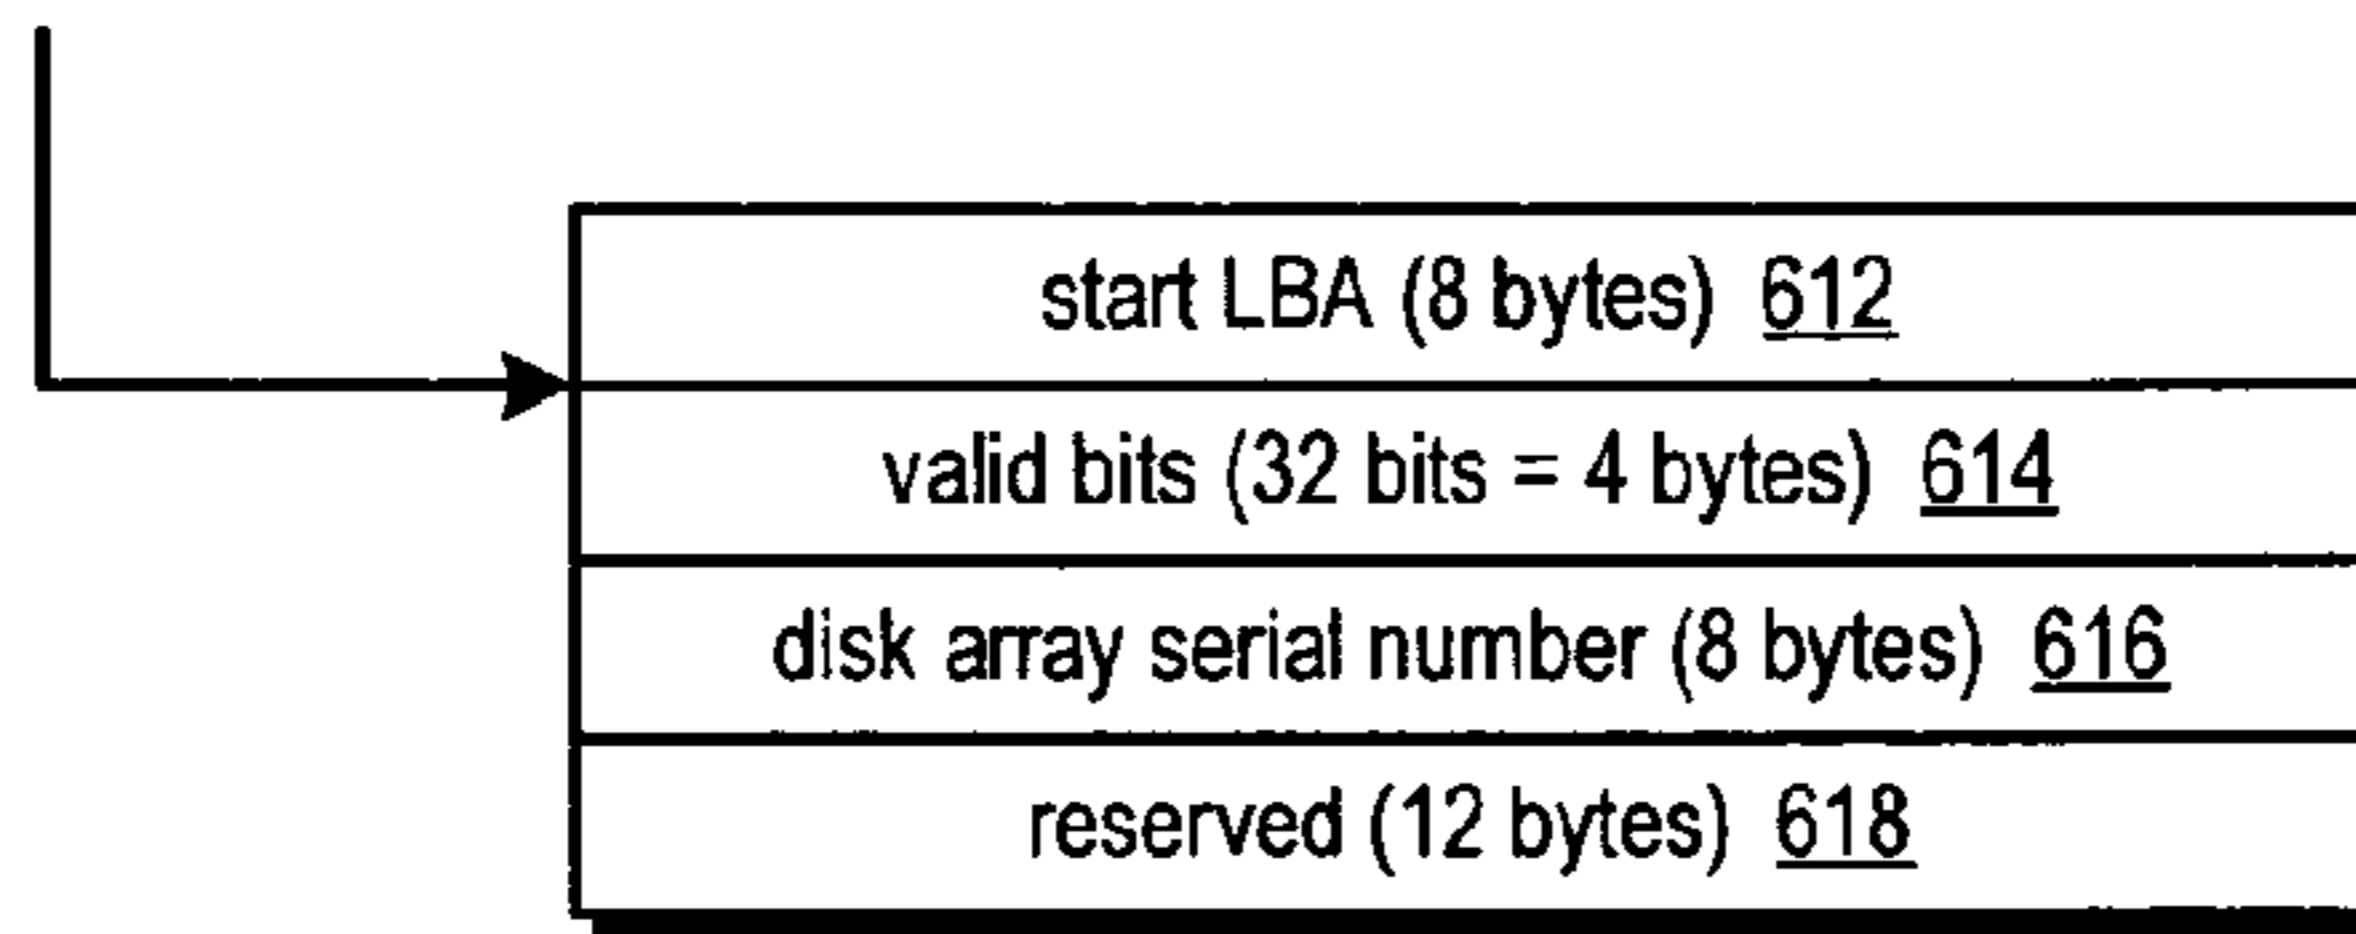 start LBA (8 bytes) 612
valid bits (32 bits = 4 bytes) 614
disk array serial number (8 bytes) 616
reserved (12 bytes) 618